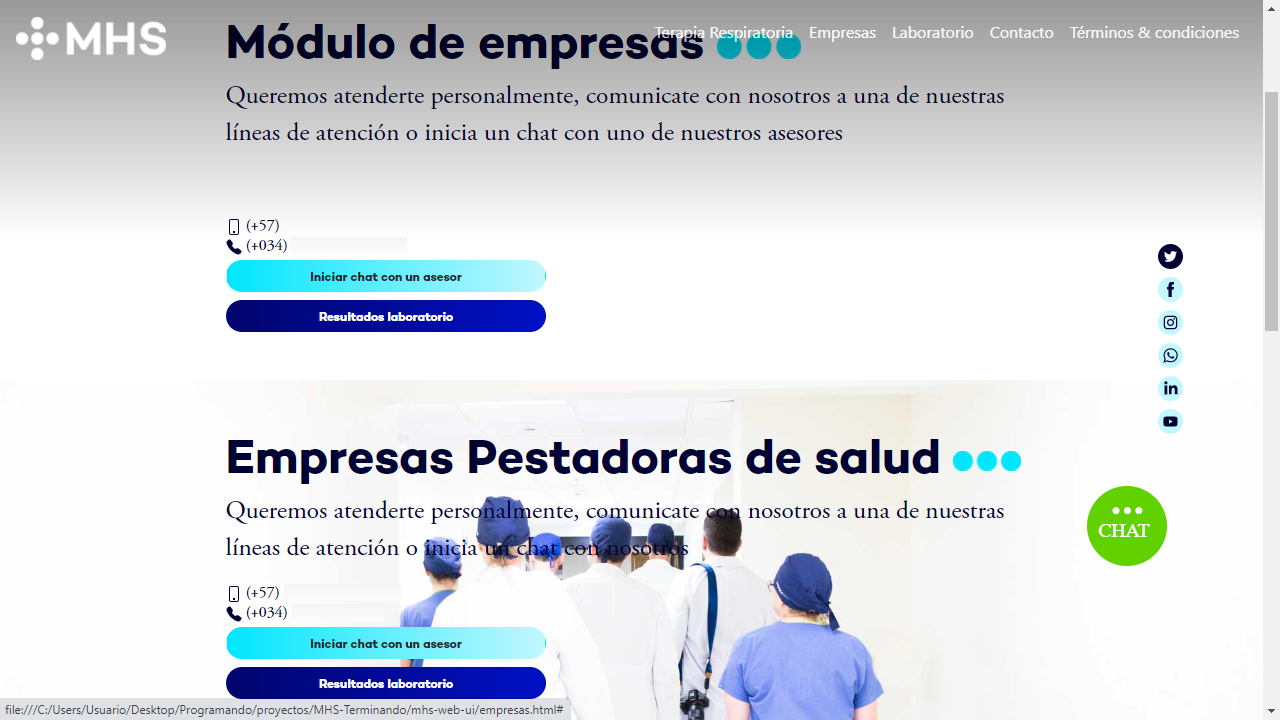 MHS
Terapia Respiratoria Empresas Laboratorio Contacto Términos & condiciones
Módulo de empresas
Queremos atenderte personalmente, comunicate con nosotros a una de nuestras
líneas de atención o inicia un chat con uno de nuestros asesores
(+57)
(+034)
Iniciar chat con un asesor
Resultados laboratorio
Empresas Pestadoras de salud
Queremos atenderte personalmente, comunicate con nosotros a una de nuestras
líneas de atención o inicia un chat con nosotros
CHAT
(+57)
(+034)
Iniciar chat con un asesor
Resultados laboratorio
file:///C:/Users/Usuario/Desktop/Programando/proyectos/MHS-Terminando/mhs-web-ui/empresas.html#